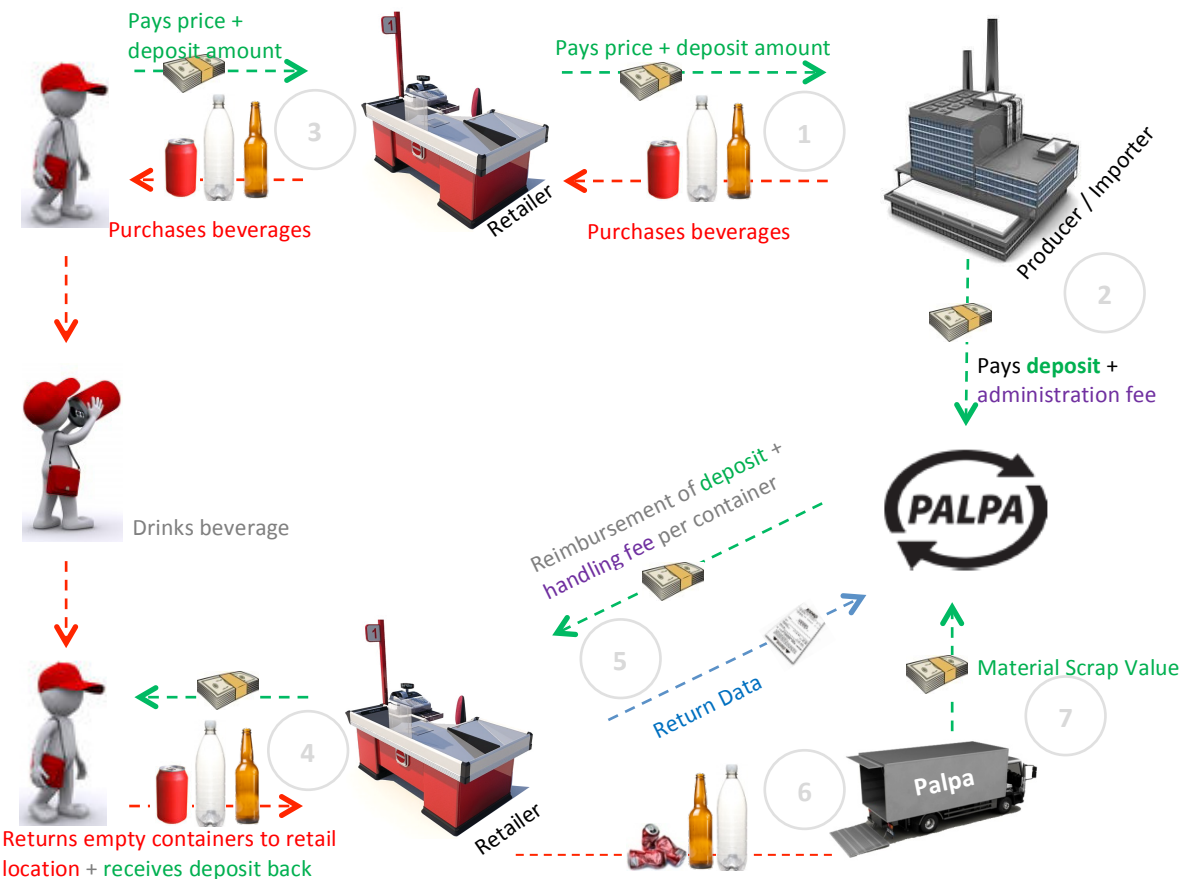 Pays price +
deposit amount
Pays price + deposit amount
1
3
1
Purchases beverages
Retailer
Purchases beverages
Producer / Importer
2
Pays deposit +
administration fee
PALPA
Drinks beverage
Reimbursement of deposit +
handling fee per container
5
Return Data
Material Scrap Value
7
1
4
Retailer
6
Palpa
Returns empty containers to retail
location + receives deposit back